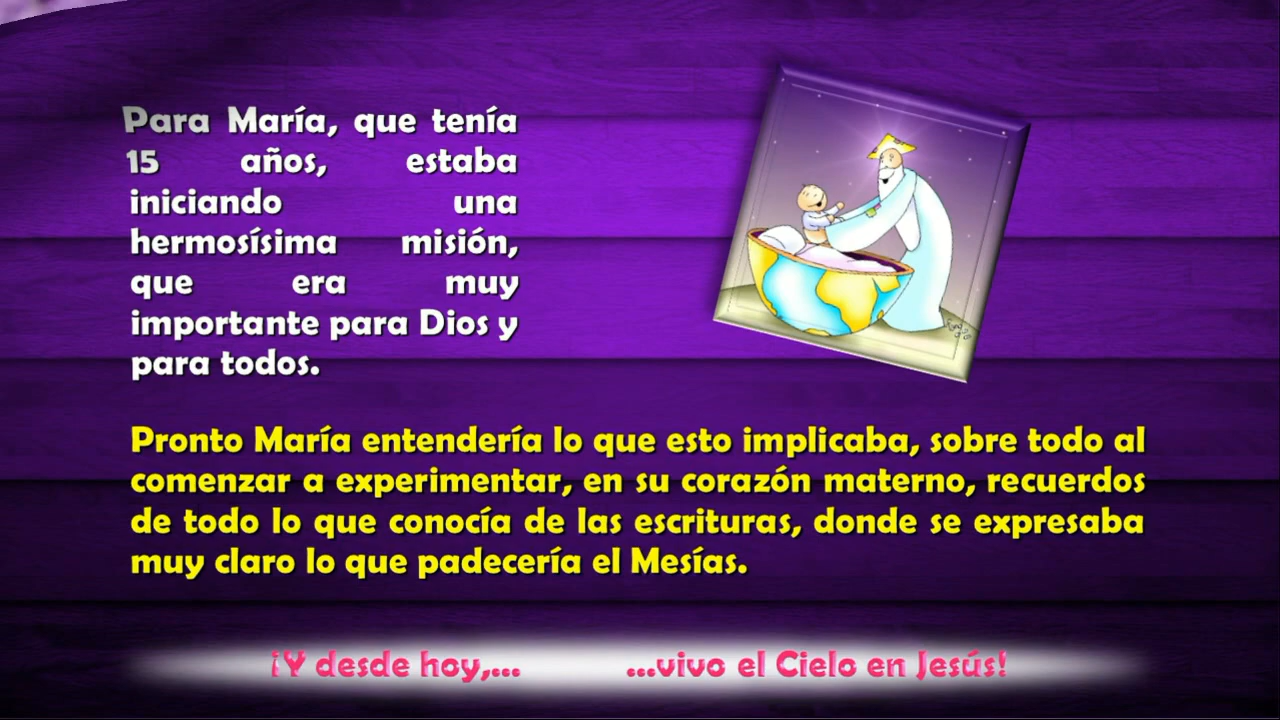 Para María, que tenía
15 años, estaba
iniciando una
hermosísima misión,
que era muy
importante para Dios y
para todos.
Pronto María entendería lo que esto implicaba, sobre todo al
comenzar a experimentar, en su corazón materno, recuerdos
de todo lo que conocía de las escrituras, donde se expresaba
muy claro lo que padecería el Mesías.
¡Y desde hoy,... ...vivo el Cielo en Jesús!